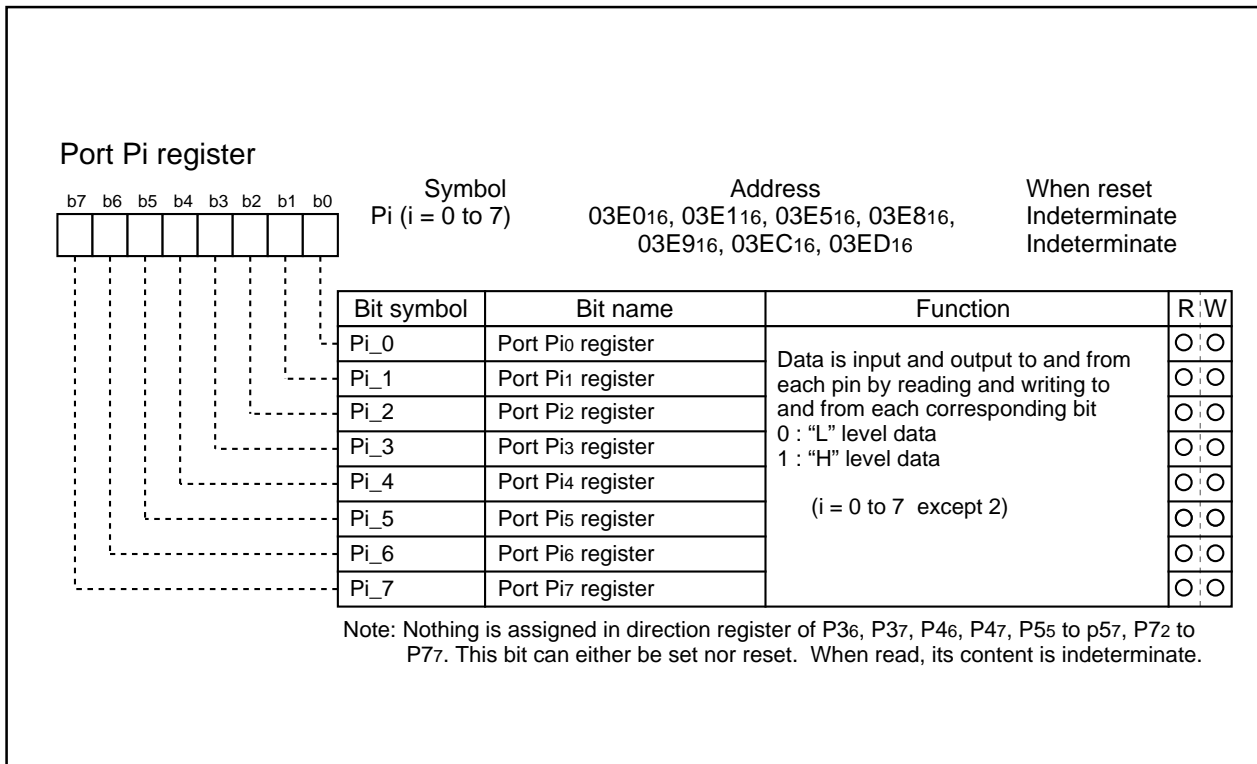 Port Pi register
b7 b6 b5 b4 b3 b2 b1 b0
Symbol Address When reset
Pi (i = 0 to 7) 03E016, 03E116, 03E516, 03E816, Indeterminate
03E916, 03EC16, 03ED16 Indeterminate
Bit symbol Bit name Function R W
Pi_0 Port Pi0 register
Pi_1 Port Pi1 register
Pi_2 Port Pi2 register
Pi_3 Port Pi3 register
Pi_4 Port Pi4 register
Pi_5 Port Pi5 register
Pi_6 Port Pi6 register
Pi_7 Port Pi7 register
Data is input and output to and from
each pin by reading and writing to
and from each corresponding bit
0 : “L” level data
1 : “H” level data
(i = 0 to 7 except 2)
Note: Nothing is assigned in direction register of P36, P37, P46, P47, P55 to p57, P72 to
P77. This bit can either be set nor reset. When read, its content is indeterminate.